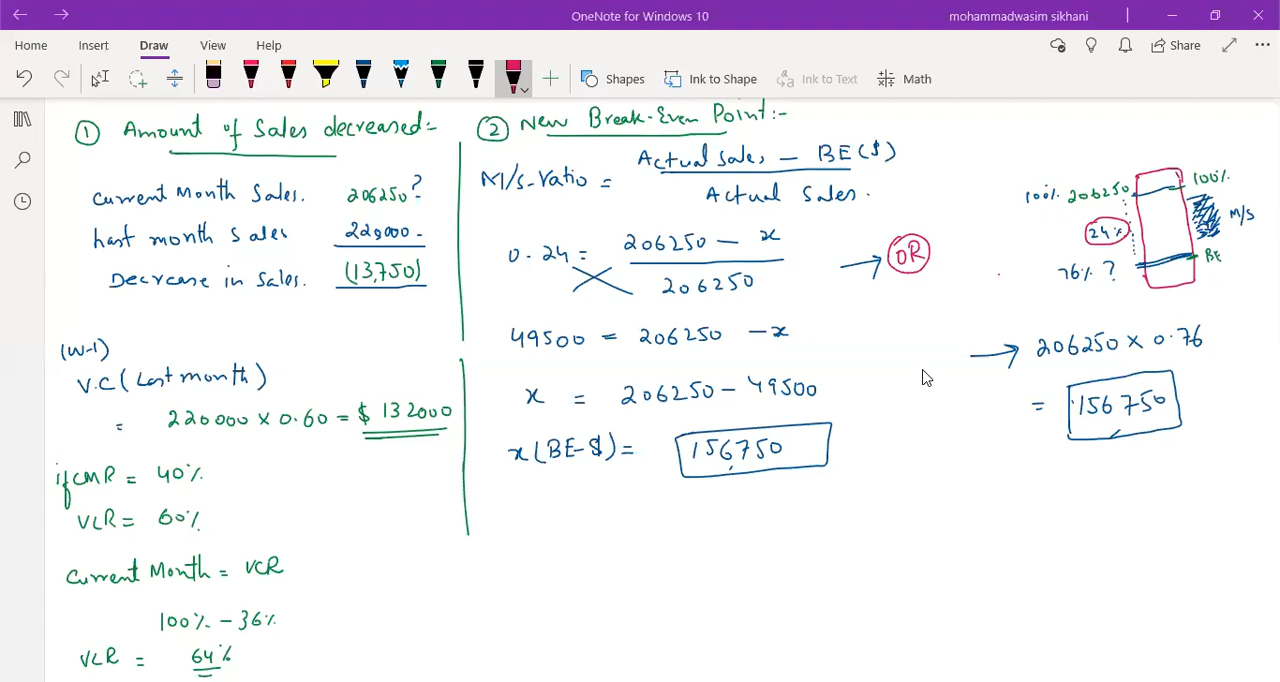 OneNote for Windows 10
mohammadwasim sikhani
Home Insert Draw View Help
Share
Shapes
Ink to Shape
Ink to Text
Math
① Amount of Sales decreased:-
Current Month Sales. 206250?
Last month Sales 220000 -
Decrease in Sales. (13,750)
(W-1)
V.C (Last month)
= 220000 × 0.60 = $ 132000
if CMR = 40%
VCR = 60%
Current Month = VCR
100% - 36%
VCR = 64%
② New Break-Even Point:-
M/s-ratio = Actual Sales - BE($)
Actual Sales.
0.24 = 206250 - x
206250
→ OR
49500 = 206250 - x
x = 206250 - 49500
x (BE-$) = 156750
100% 206250 100%
24% M/S
76% ? BE
→ 206250 × 0.76
= 156750